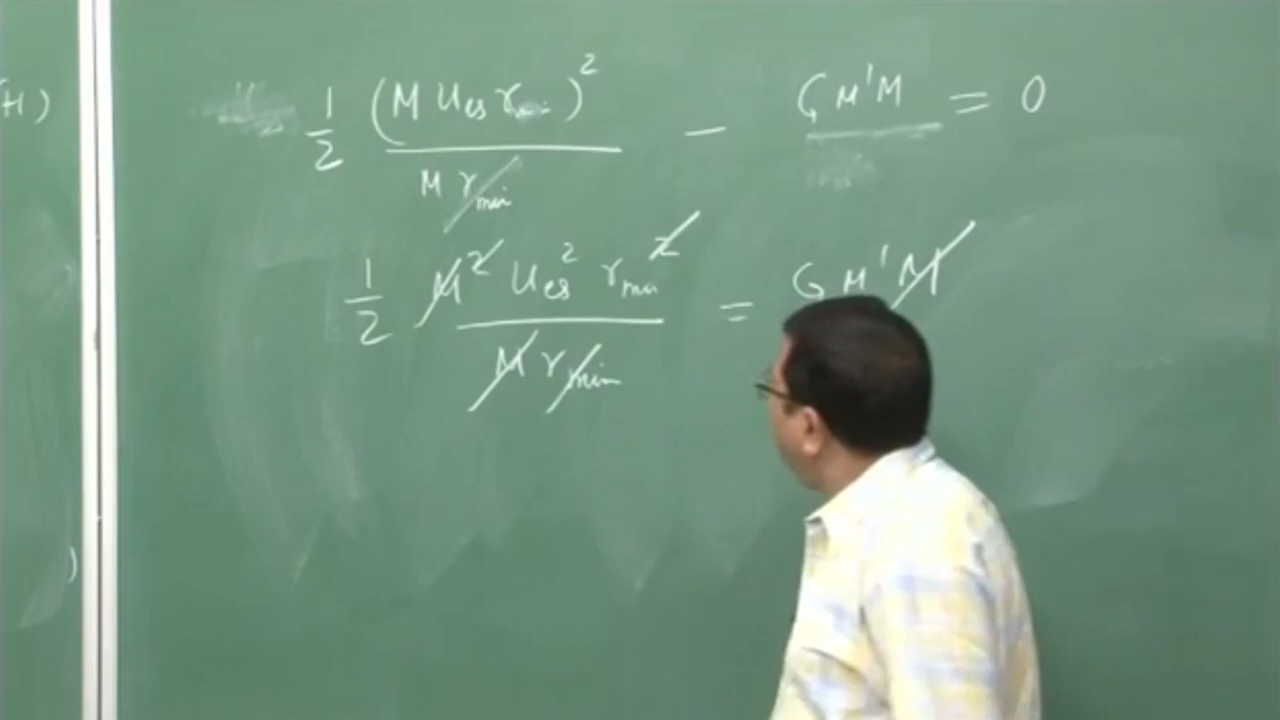 H)
1/2 (M u_es r_min)^2 / M r_min − G M'M = 0
1/2 M^2 u_es^2 r_min^2 / M r_min = G M'M
)